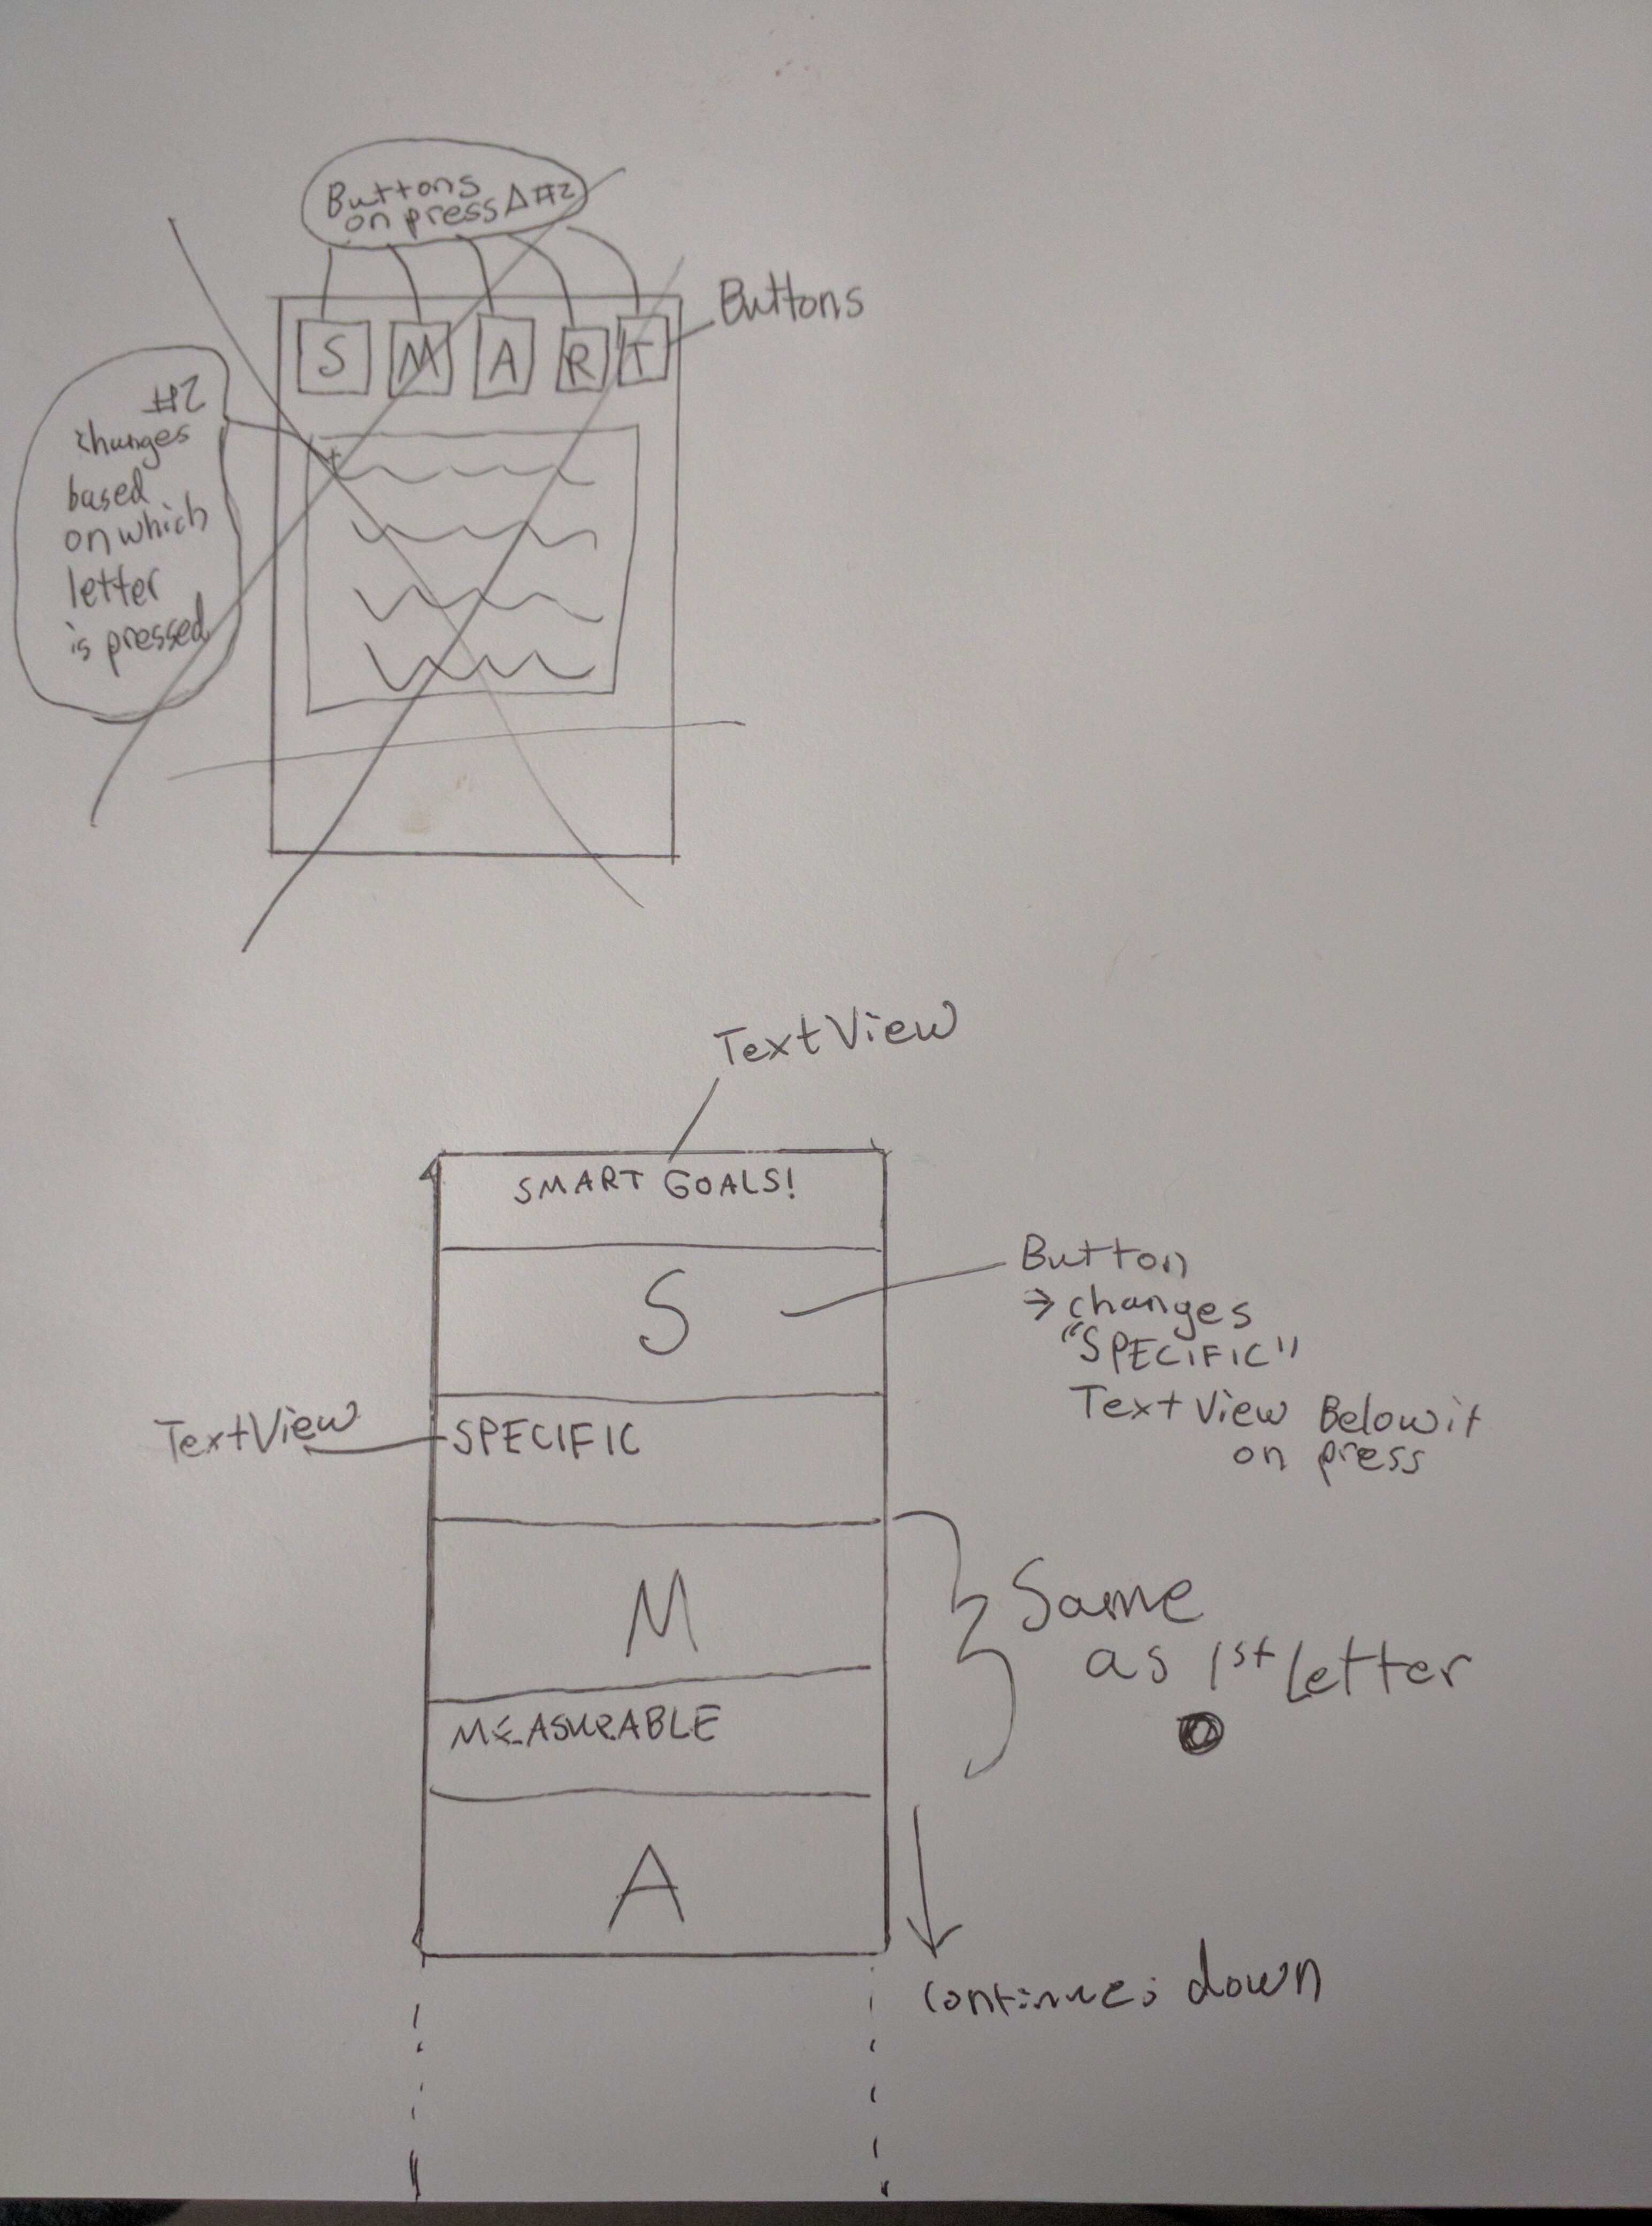 Buttons
on press Δ #2
Buttons
S M A R T
#2
changes
based
on which
letter
is pressed
TextView
SMART GOALS!
S
Button
→ changes
"SPECIFIC"
TextView Below it
on press
TextView
SPECIFIC
M
Same
as 1st Letter
MEASURABLE
A
continues down